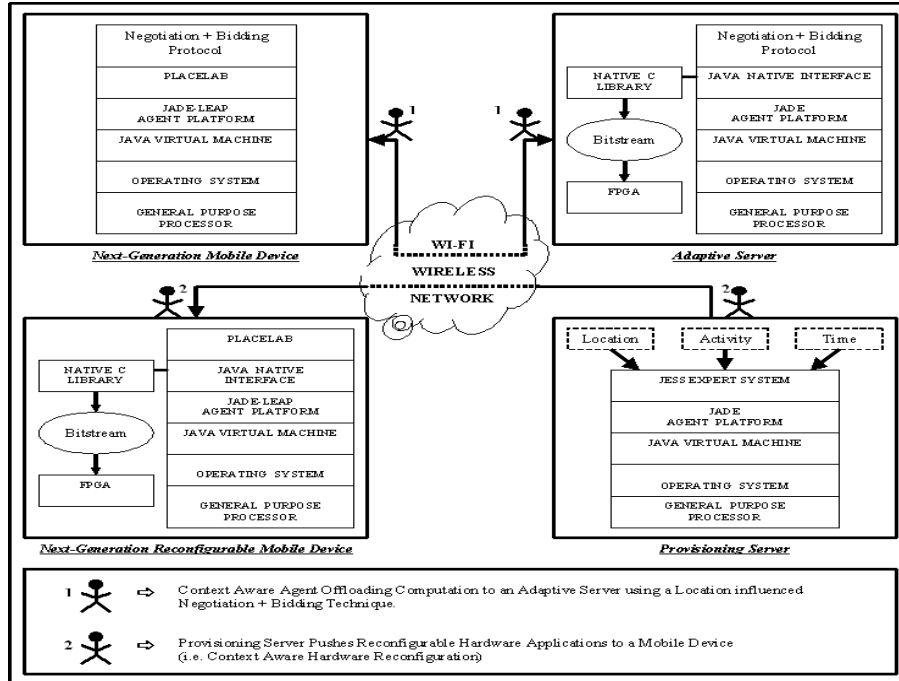 Negotiation + Bidding
Protocol
PLACELAB
JADE-LEAP
AGENT PLATFORM
JAVA VIRTUAL MACHINE
OPERATING SYSTEM
GENERAL PURPOSE
PROCESSOR
Next-Generation Mobile Device
1
1
Negotiation + Bidding
Protocol
NATIVE C
LIBRARY
JAVA NATIVE INTERFACE
JADE
AGENT PLATFORM
Bitstream
JAVA VIRTUAL MACHINE
OPERATING SYSTEM
FPGA
GENERAL PURPOSE
PROCESSOR
Adaptive Server
WI-FI
WIRELESS
NETWORK
2
2
PLACELAB
NATIVE C
LIBRARY
JAVA NATIVE
INTERFACE
JADE-LEAP
AGENT PLATFORM
Bitstream
JAVA VIRTUAL MACHINE
OPERATING SYSTEM
FPGA
GENERAL PURPOSE
PROCESSOR
Next-Generation Reconfigurable Mobile Device
Location
Activity
Time
JESS EXPERT SYSTEM
JADE
AGENT PLATFORM
JAVA VIRTUAL MACHINE
OPERATING SYSTEM
GENERAL PURPOSE
PROCESSOR
Provisioning Server
1 ⇨ Context Aware Agent Offloading Computation to an Adaptive Server using a Location influenced
Negotiation + Bidding Technique.
2 ⇨ Provisioning Server Pushes Reconfigurable Hardware Applications to a Mobile Device
(i.e. Context Aware Hardware Reconfiguration)